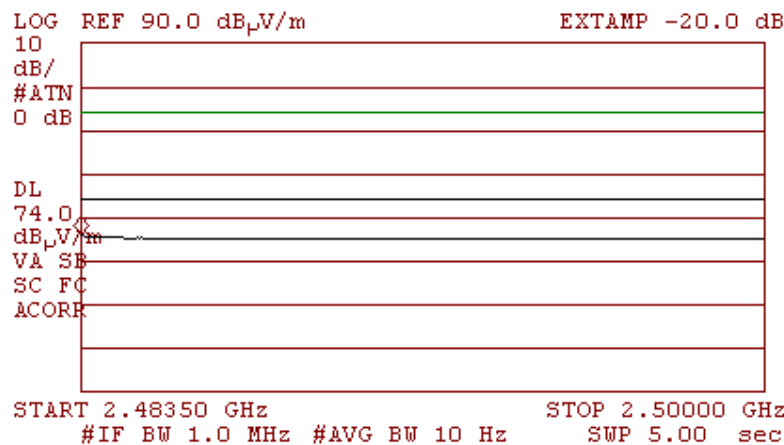 LOG REF 90.0 dBµV/m EXTAMP -20.0 dB
10
dB/
#ATN
0 dB
DL
74.0
dBµV/m
VA SB
SC FC
ACORR
START 2.48350 GHz STOP 2.50000 GHz
#IF BW 1.0 MHz #AVG BW 10 Hz SWP 5.00 sec